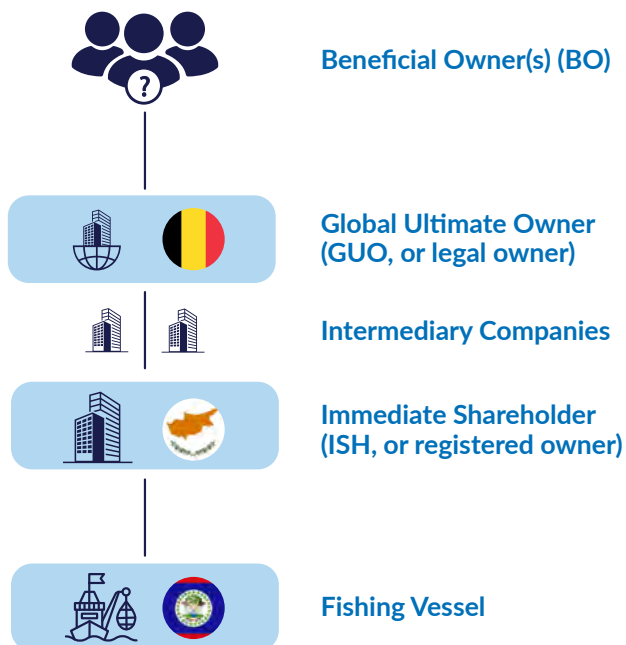 ?
Beneficial Owner(s) (BO)
Global Ultimate Owner
(GUO, or legal owner)
Intermediary Companies
Immediate Shareholder
(ISH, or registered owner)
Fishing Vessel